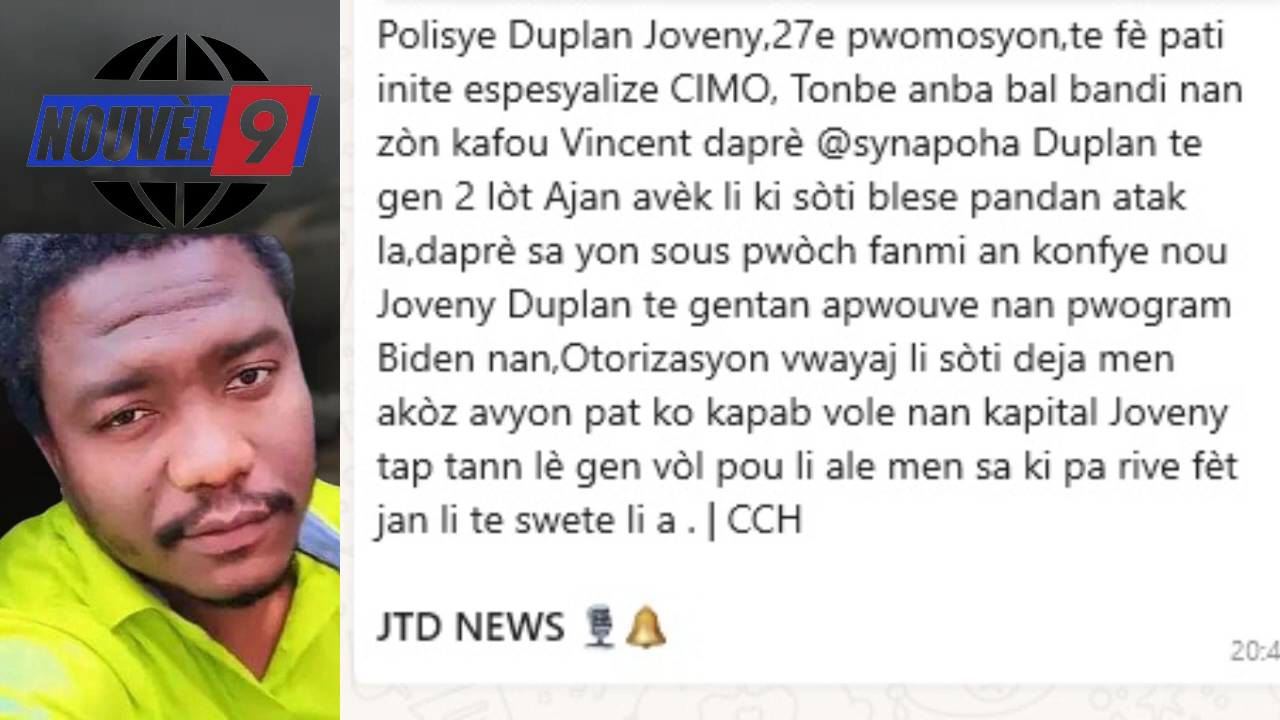 NOUVÈL 9
Polisye Duplan Joveny,27e pwomosyon,te fè pati
inite espesyalize CIMO, Tonbe anba bal bandi nan
zòn kafou Vincent daprè @synapoha Duplan te
gen 2 lòt Ajan avèk li ki sòti blese pandan atak
la,daprè sa yon sous pwòch fanmi an konfye nou
Joveny Duplan te gentan apwouve nan pwogram
Biden nan,Otorizasyon vwayaj li sòti deja men
akòz avyon pat ko kapab vole nan kapital Joveny
tap tann lè gen vòl pou li ale men sa ki pa rive fèt
jan li te swete li a . | CCH
JTD NEWS 🎙️🔔
20:4